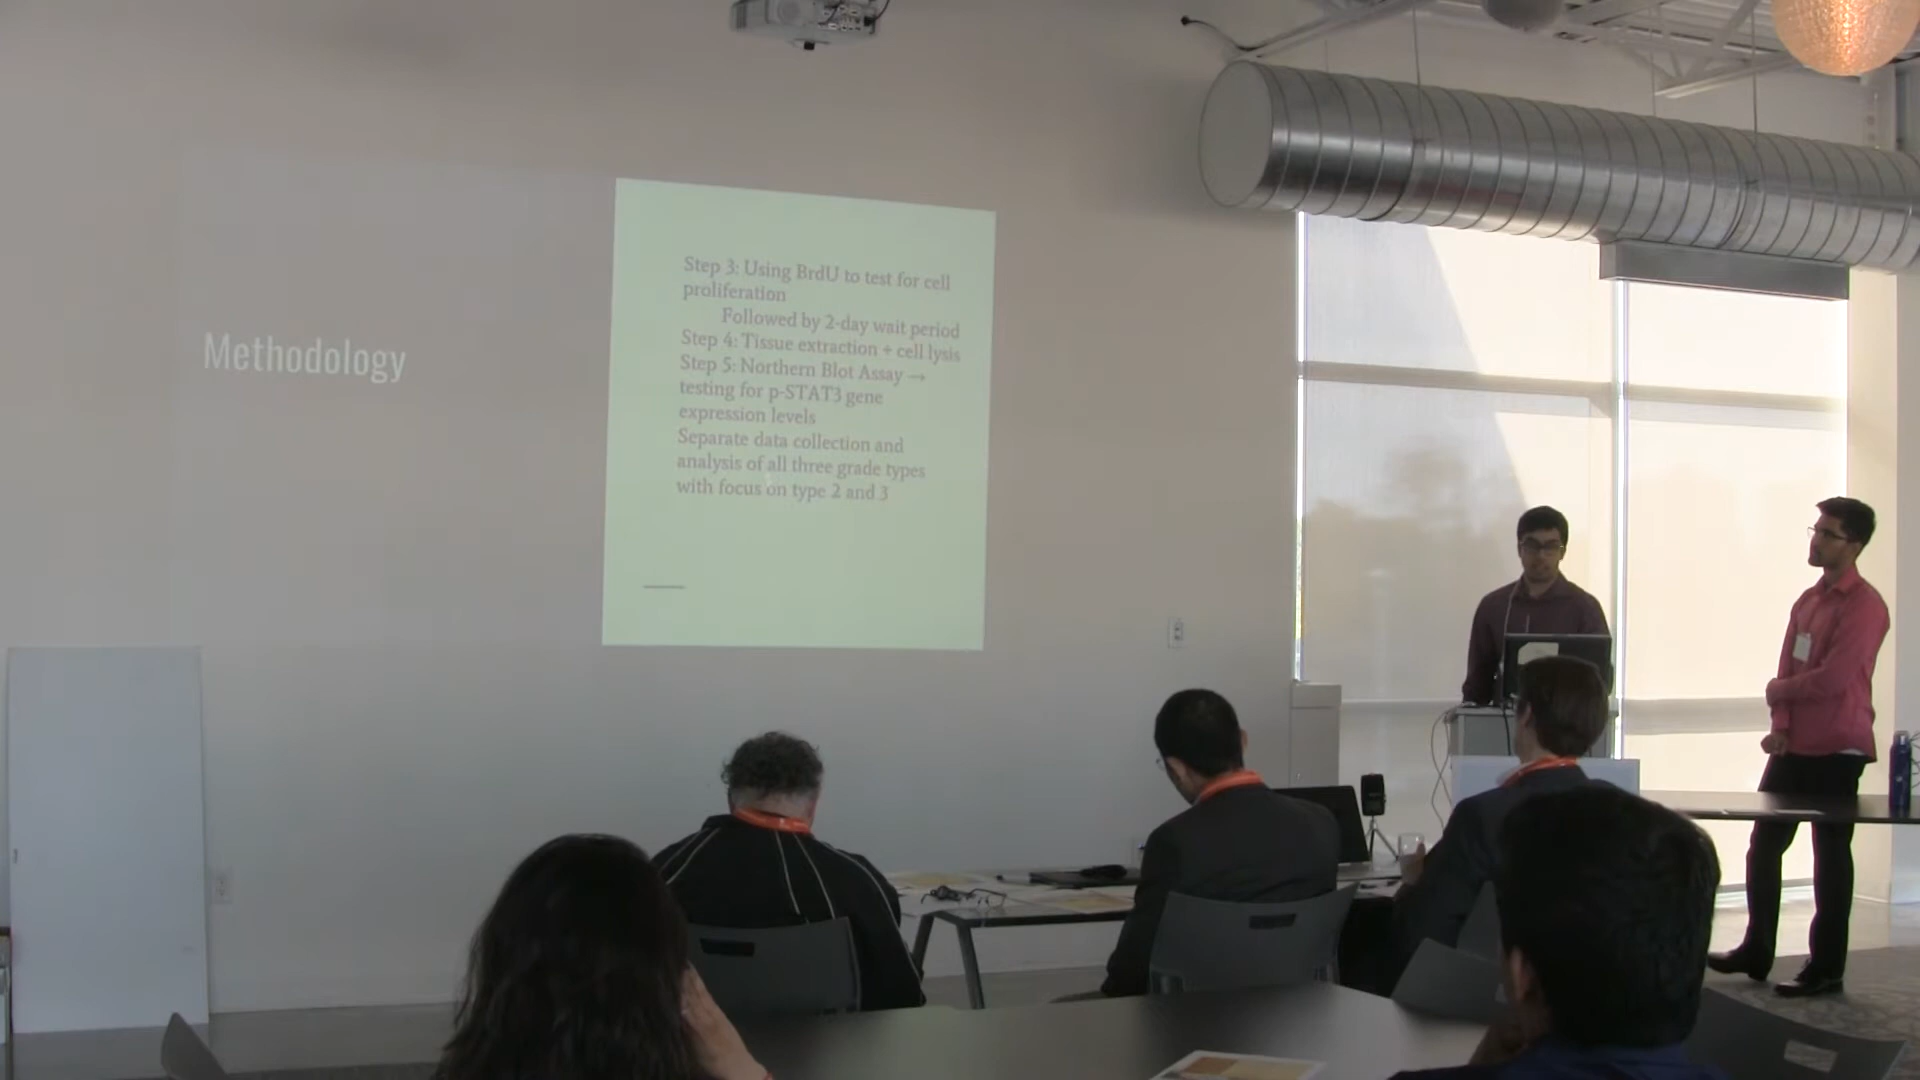 Methodology
Step 3: Using BrdU to test for cell
proliferation
Followed by 2-day wait period
Step 4: Tissue extraction + cell lysis
Step 5: Northern Blot Assay →
testing for p-STAT3 gene
expression levels
Separate data collection and
analysis of all three grade types
with focus on type 2 and 3